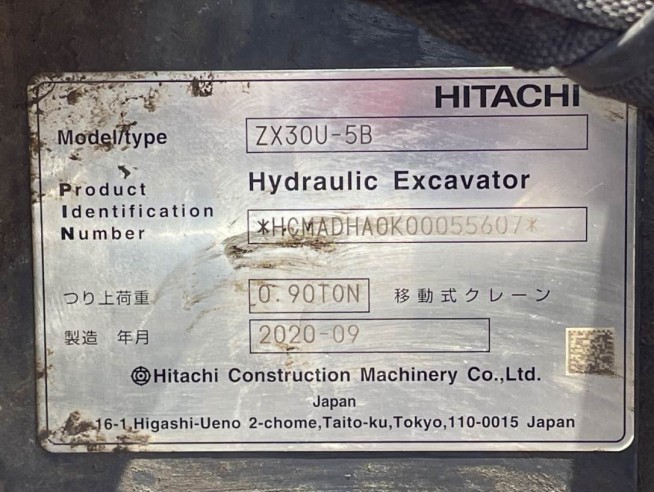 HITACHI
Model/type ZX30U-5B
Product Identification Number
Hydraulic Excavator
*HCMADHA0K00055607*
つり上荷重 0.90TON 移動式クレーン
製造 年月 2020-09
Hitachi Construction Machinery Co.,Ltd.
Japan
16-1,Higashi-Ueno 2-chome,Taito-ku,Tokyo,110-0015 Japan